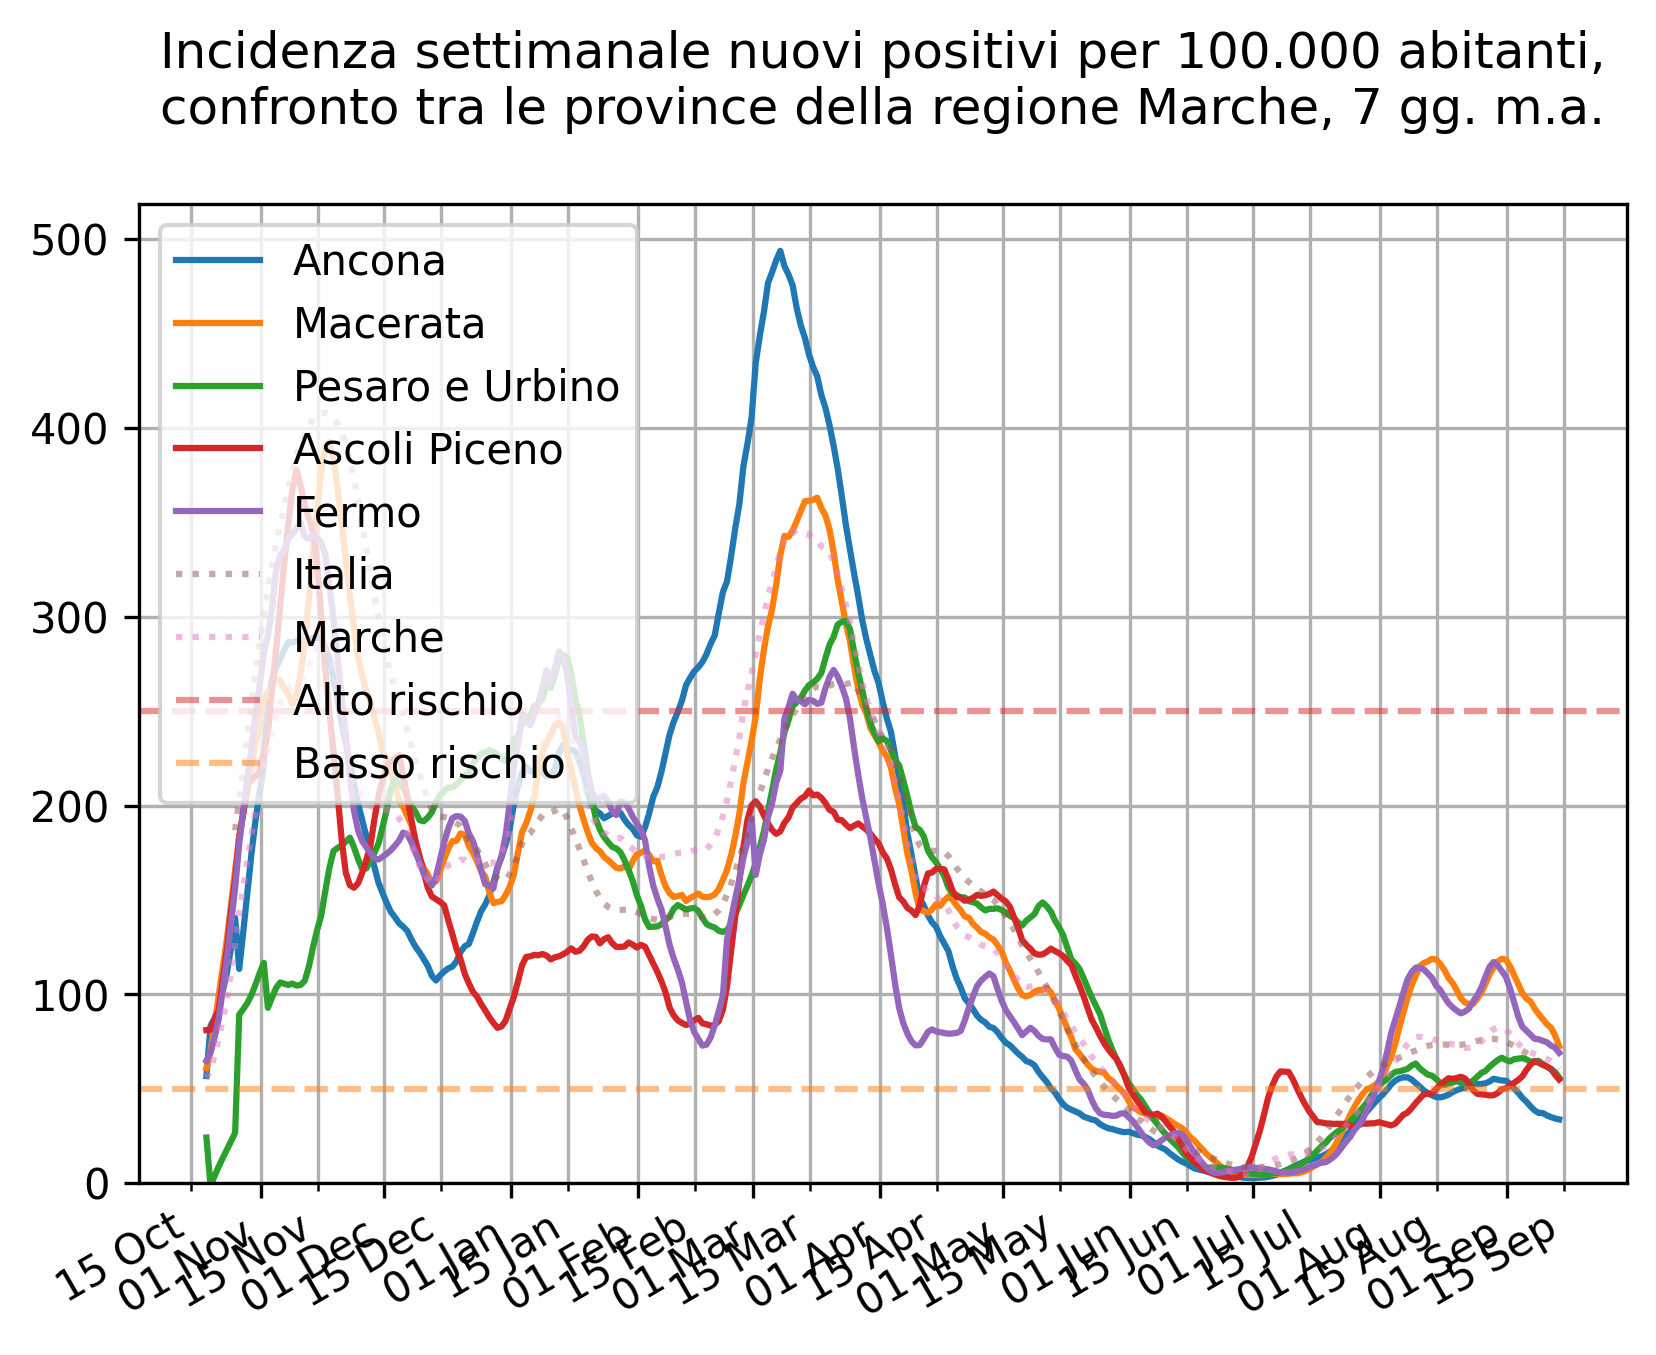 Incidenza settimanale nuovi positivi per 100.000 abitanti,
confronto tra le province della regione Marche, 7 gg. m.a.
500
400
300
200
100
0
Ancona
Macerata
Pesaro e Urbino
Ascoli Piceno
Fermo
Italia
Marche
Alto rischio
Basso rischio
15 Oct
01 Nov
15 Nov
01 Dec
15 Dec
01 Jan
15 Jan
01 Feb
15 Feb
01 Mar
15 Mar
01 Apr
15 Apr
01 May
15 May
01 Jun
15 Jun
01 Jul
15 Jul
01 Aug
15 Aug
01 Sep
15 Sep